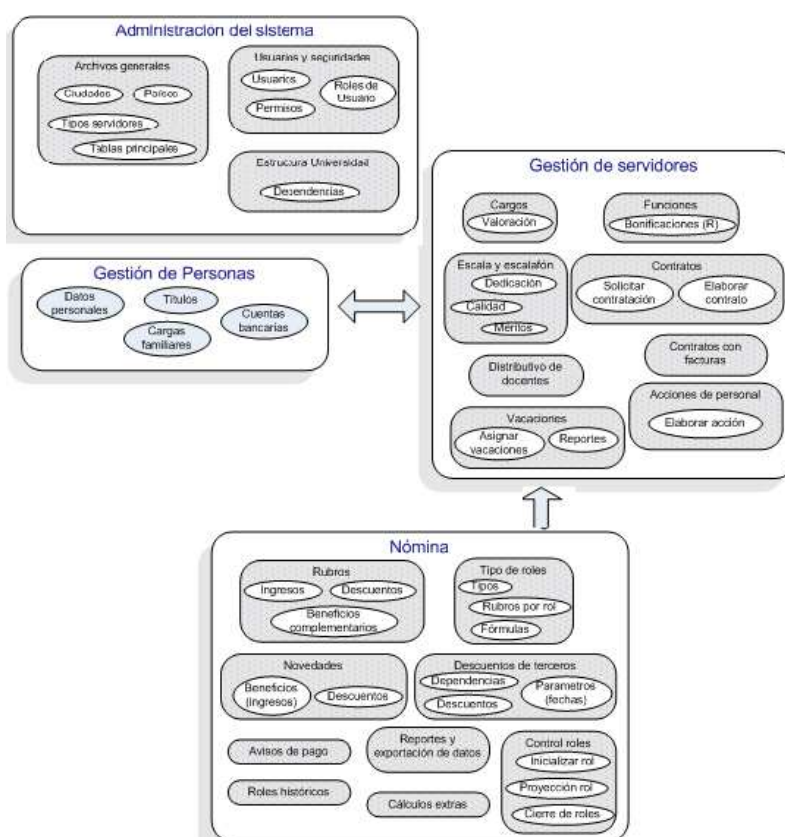 Administración del sistema
Archivos generales
Ciudades
Países
Tipos servidores
Tablas principales
Usuarios y seguridades
Usuarios
Roles de
Usuario
Permisos
Estructura Universidad
Dependencias
Gestión de servidores
Cargos
Valoración
Funciones
Bonificaciones (R)
Escala y escalafón
Dedicación
Calidad
Méritos
Contratos
Solicitar
contratación
Elaborar
contrato
Distributivo de
docentes
Contratos con
facturas
Acciones de personal
Elaborar acción
Vacaciones
Asignar
vacaciones
Reportes
Gestión de Personas
Datos
personales
Títulos
Cargas
familiares
Cuentas
bancarias
Nómina
Rubros
Ingresos
Descuentos
Beneficios
complementarios
Tipo de roles
Tipos
Rubros por rol
Fórmulas
Novedades
Beneficios
(ingresos)
Descuentos
Descuentos de terceros
Dependencias
Descuentos
Parametros
(fechas)
Avisos de pago
Reportes y
exportación de datos
Roles históricos
Cálculos extras
Control roles
Inicializar rol
Proyección rol
Cierre de roles